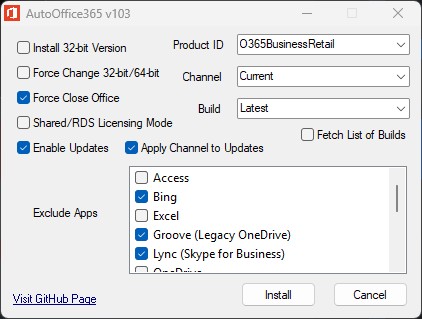 AutoOffice365 v103
Install 32-bit Version
Product ID
O365BusinessRetail
Force Change 32-bit/64-bit
Channel
Current
Force Close Office
Build
Latest
Shared/RDS Licensing Mode
Fetch List of Builds
Enable Updates
Apply Channel to Updates
Exclude Apps
Access
Bing
Excel
Groove (Legacy OneDrive)
Lync (Skype for Business)
OneDrive
Visit GitHub Page
Install
Cancel